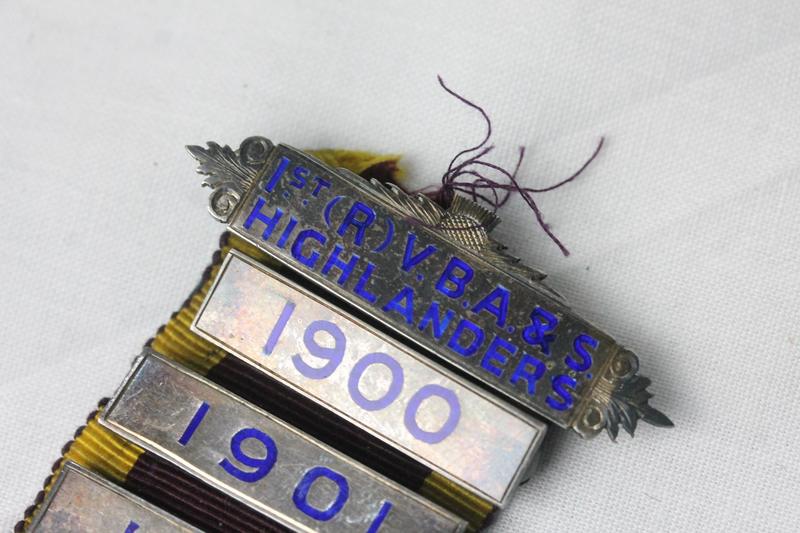 1ST (R) V.B.A.&S.
HIGHLANDERS
1900
1901